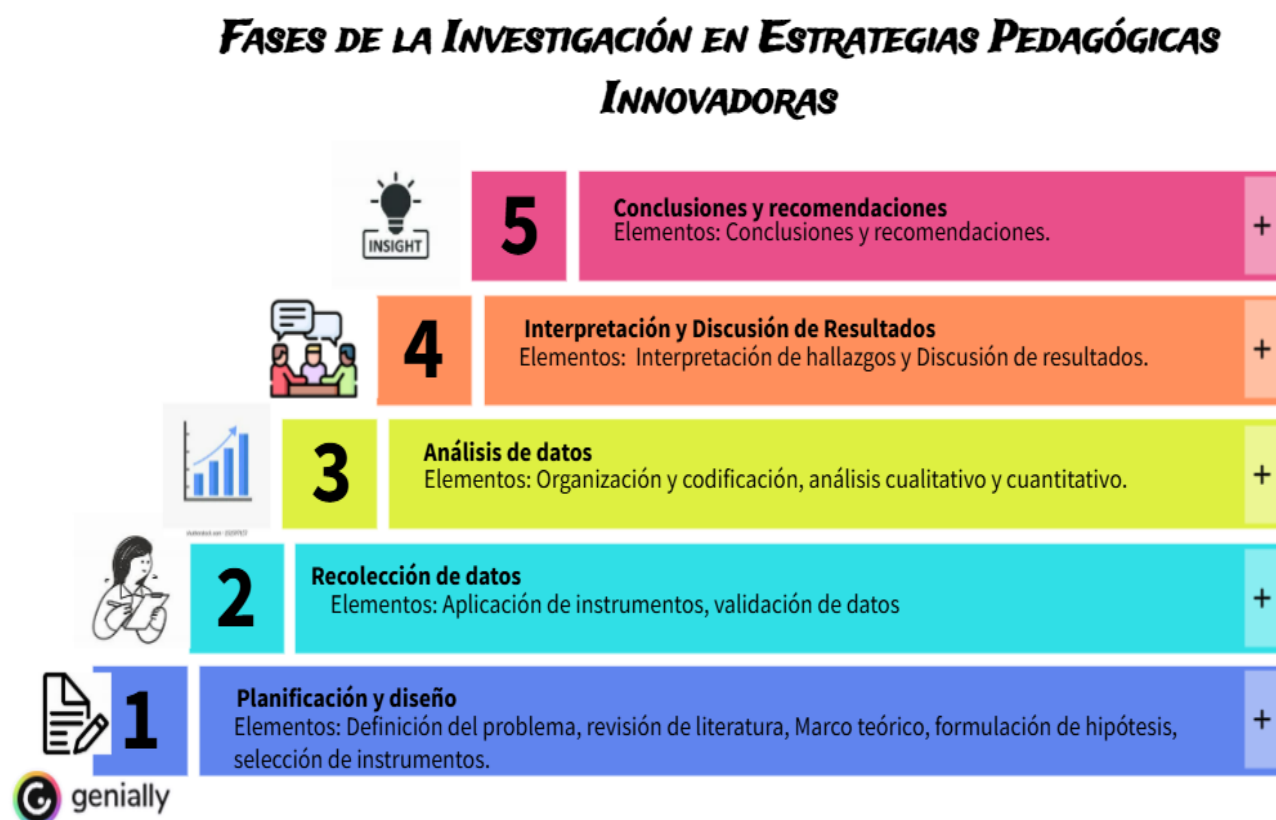 FASES DE LA INVESTIGACIÓN EN ESTRATEGIAS PEDAGÓGICAS
INNOVADORAS
INSIGHT
5
Conclusiones y recomendaciones
Elementos: Conclusiones y recomendaciones.
+
4
Interpretación y Discusión de Resultados
Elementos: Interpretación de hallazgos y Discusión de resultados.
+
3
Análisis de datos
Elementos: Organización y codificación, análisis cualitativo y cuantitativo.
+
2
Recolección de datos
Elementos: Aplicación de instrumentos, validación de datos
+
1
Planificación y diseño
Elementos: Definición del problema, revisión de literatura, Marco teórico, formulación de hipótesis,
selección de instrumentos.
+
genially